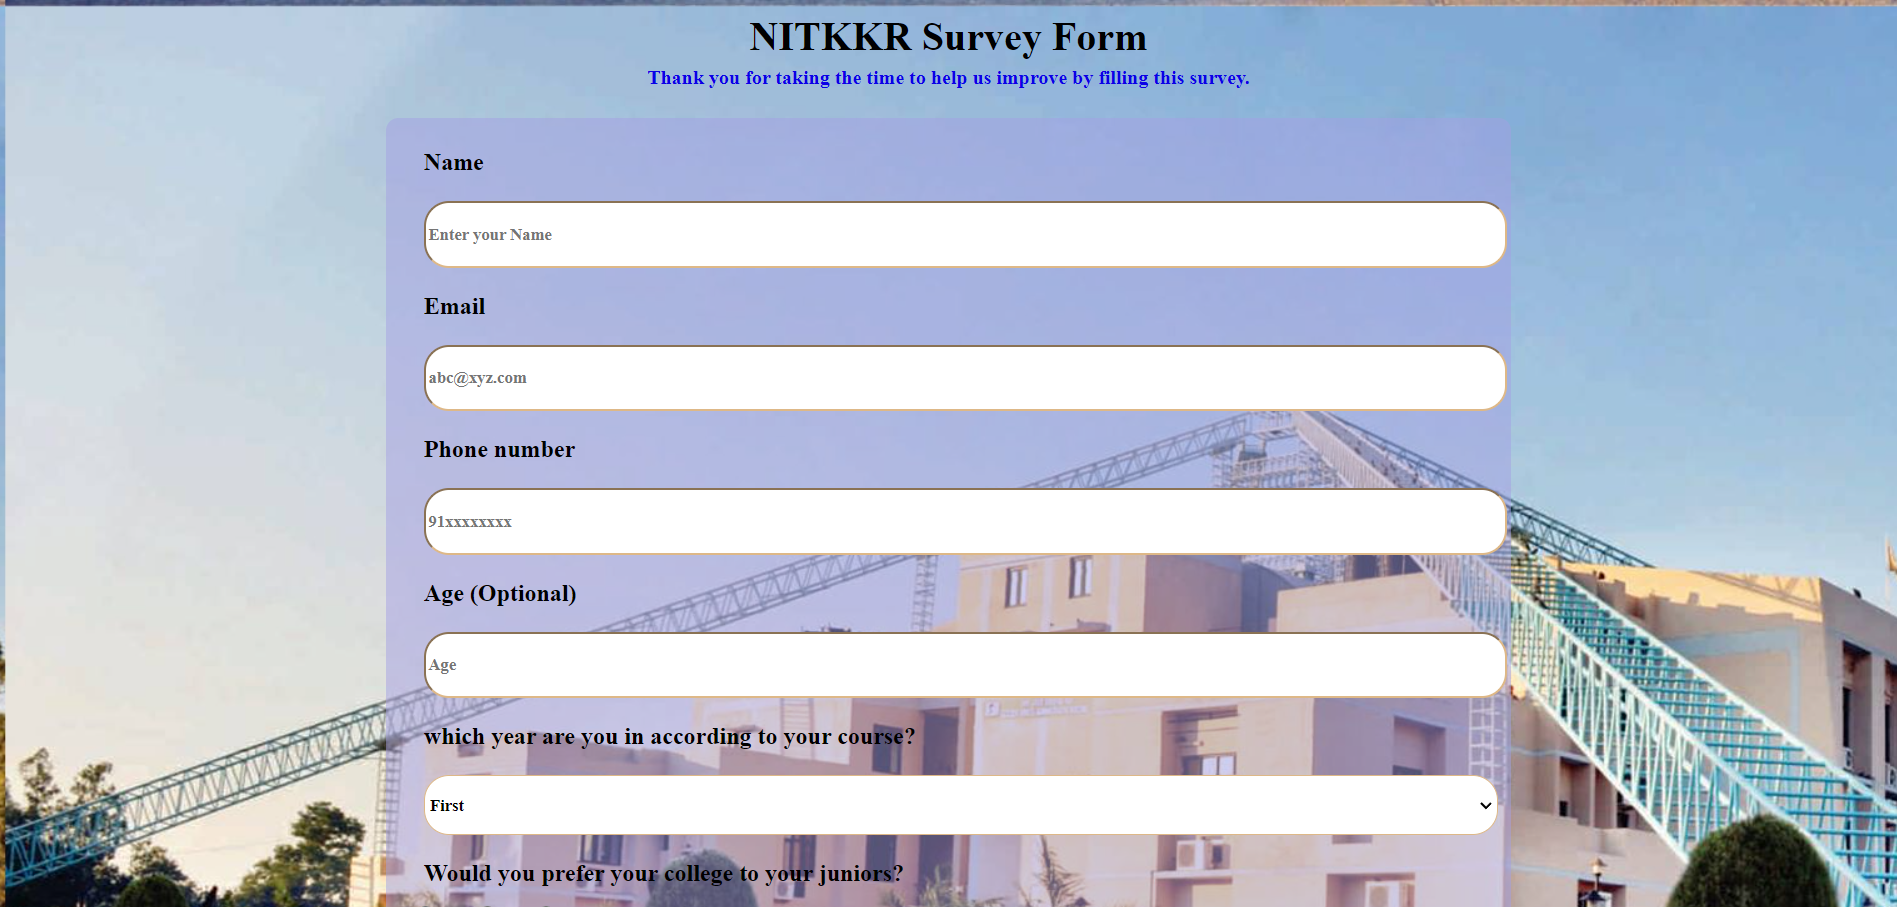 NITKKR Survey Form
Thank you for taking the time to help us improve by filling this survey.
Name
Enter your Name
Email
abc@xyz.com
Phone number
91xxxxxxxx
Age (Optional)
Age
which year are you in according to your course?
First
Would you prefer your college to your juniors?